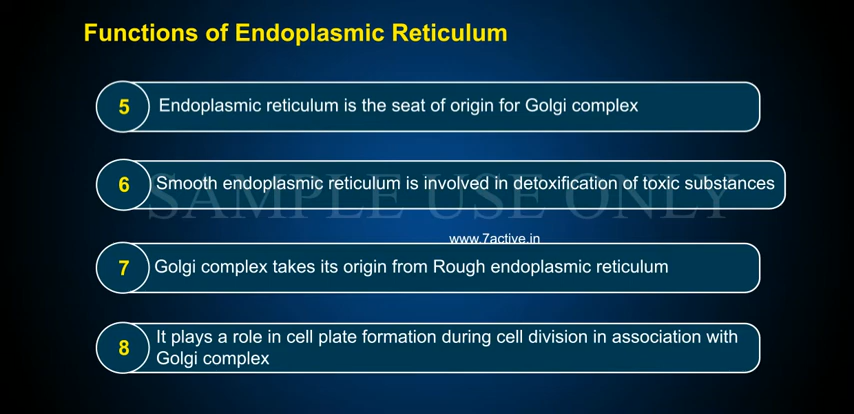 Functions of Endoplasmic Reticulum
5 Endoplasmic reticulum is the seat of origin for Golgi complex
6 Smooth endoplasmic reticulum is involved in detoxification of toxic substances
SAMPLE USE ONLY
www.7active.in
7 Golgi complex takes its origin from Rough endoplasmic reticulum
8 It plays a role in cell plate formation during cell division in association with
Golgi complex